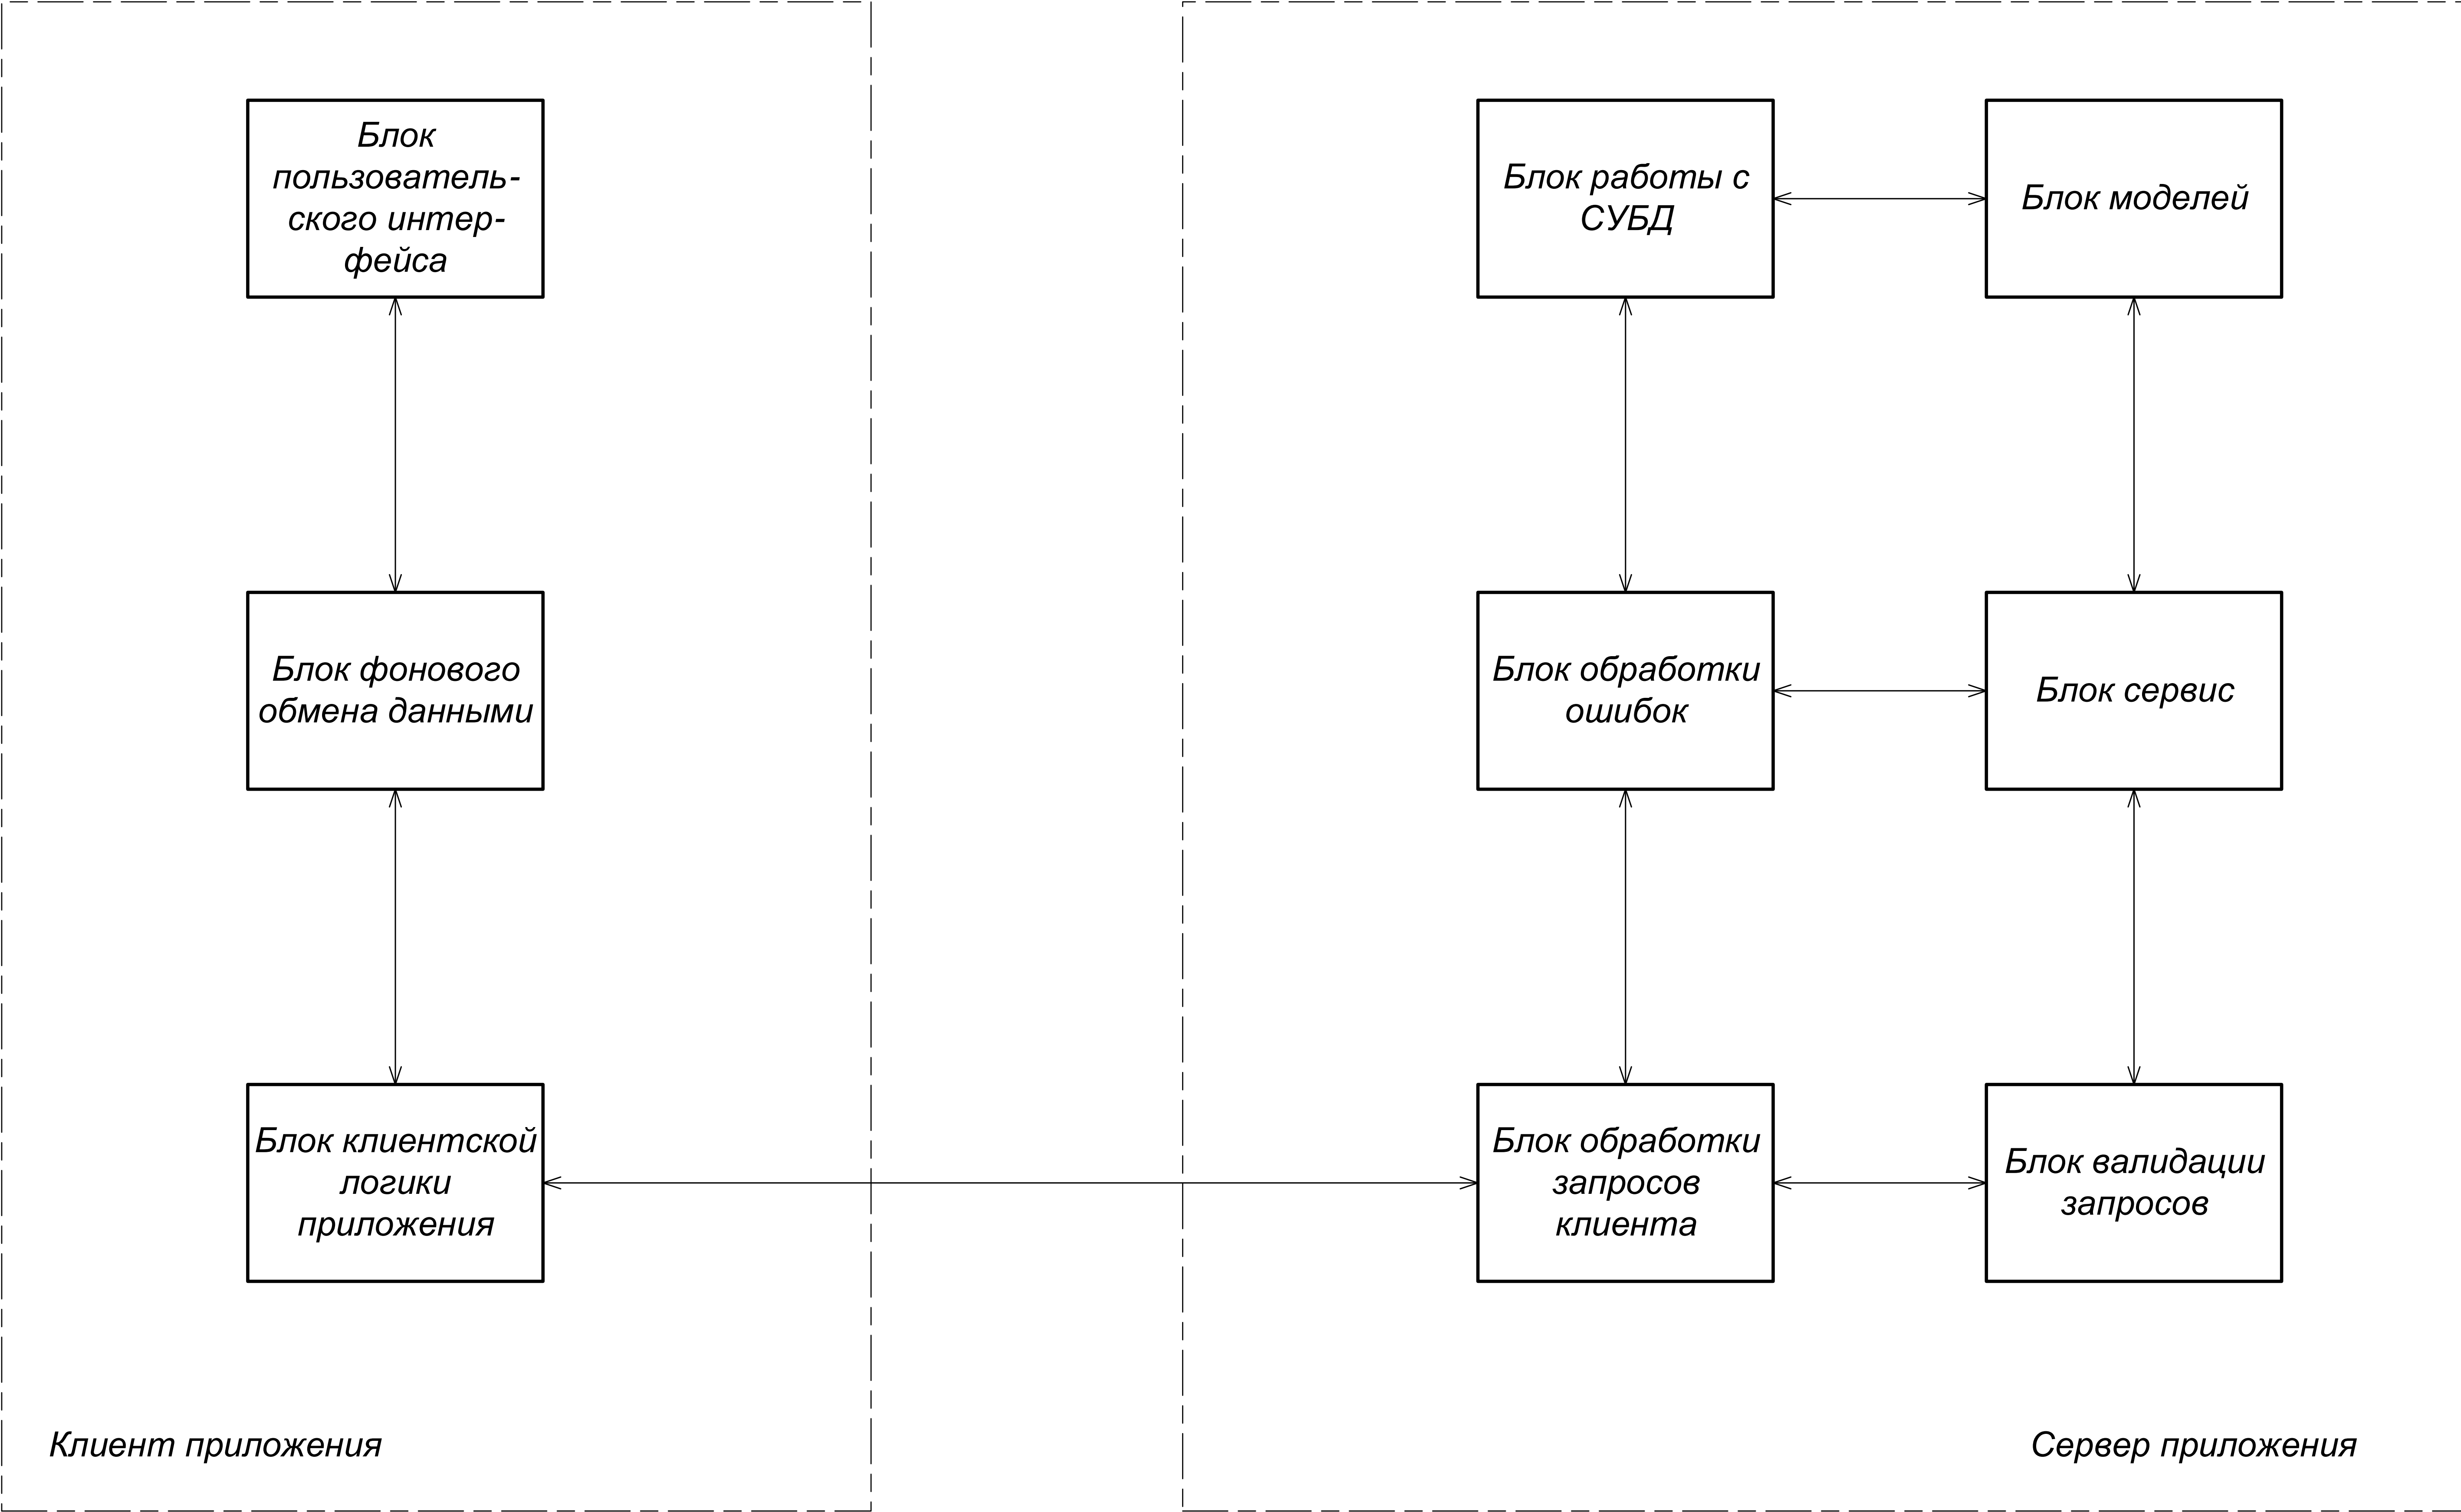 Блок
пользователь-
ского интер-
фейса
Блок работы с
СУБД
Блок моделей
Блок фонового
обмена данными
Блок обработки
ошибок
Блок сервис
Блок клиентской
логики
приложения
Блок обработки
запросов
клиента
Блок валидации
запросов
Клиент приложения
Сервер приложения